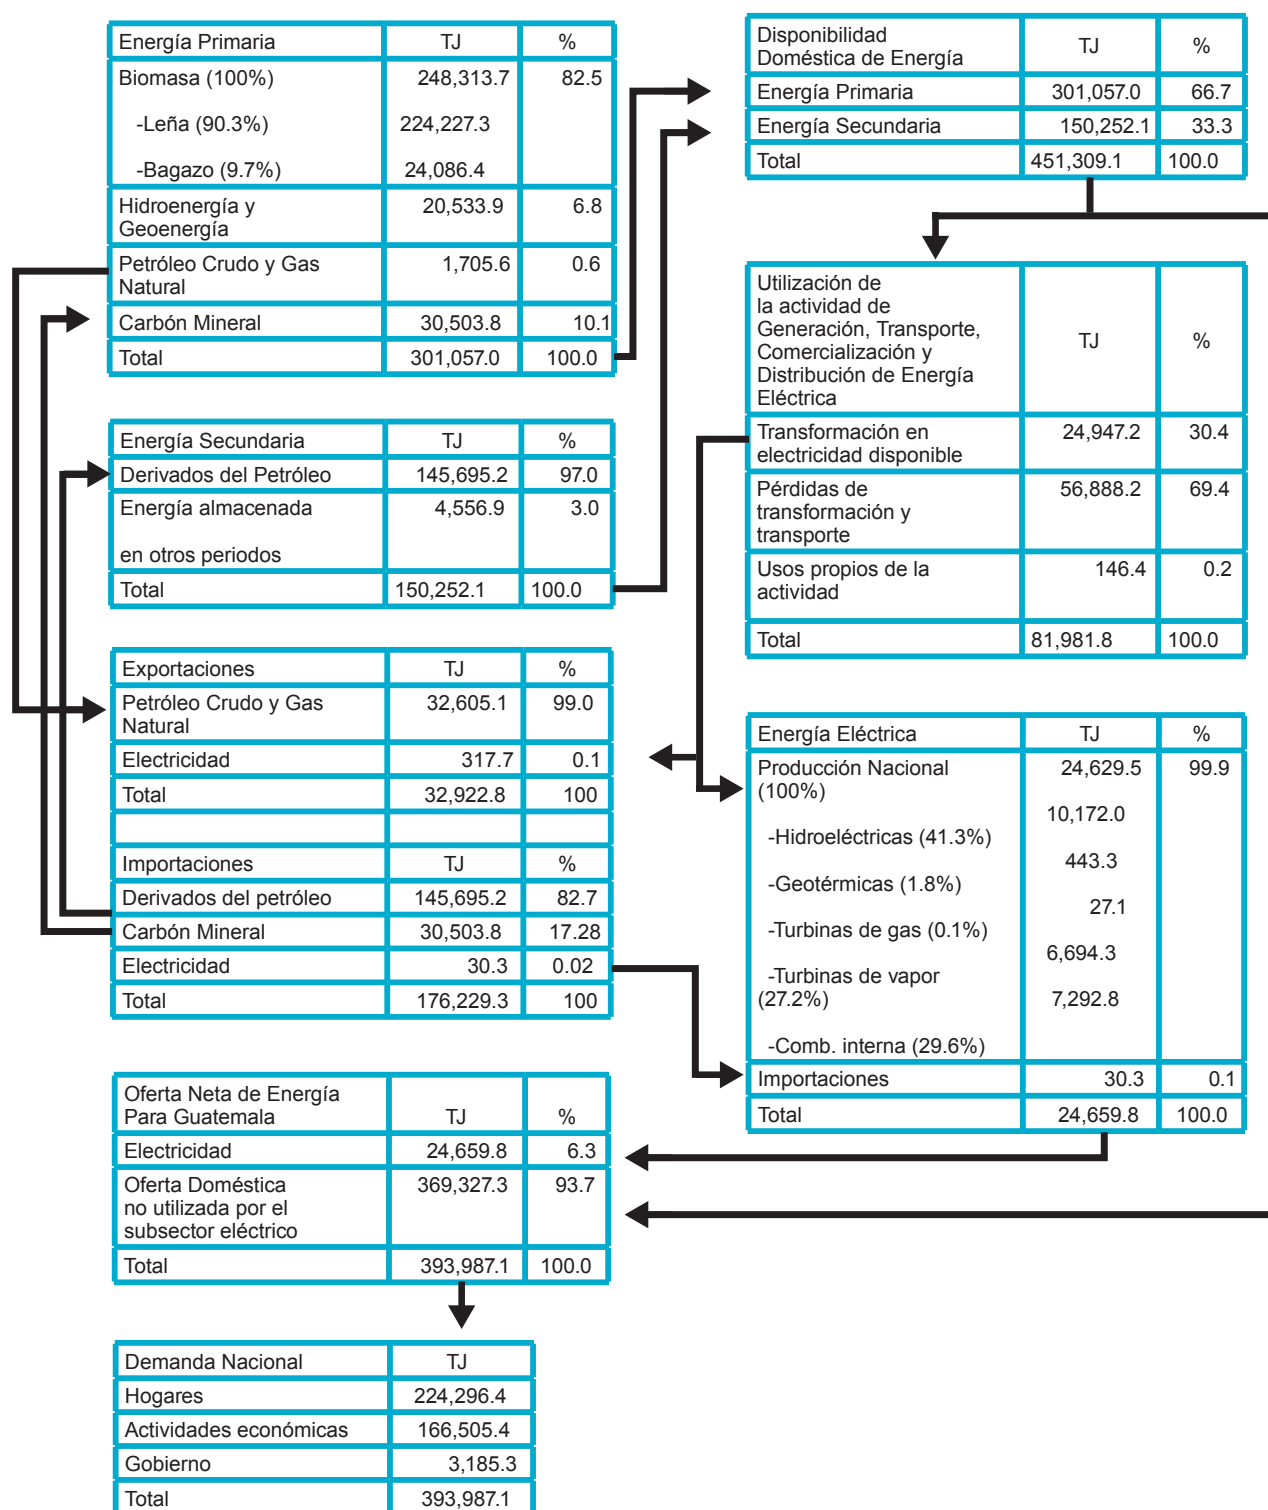 Energía Primaria TJ %
Biomasa (100%) 248,313.7 82.5
-Leña (90.3%) 224,227.3
-Bagazo (9.7%) 24,086.4
Hidroenergía y 20,533.9 6.8
Geoenergía
Petróleo Crudo y Gas 1,705.6 0.6
Natural
Carbón Mineral 30,503.8 10.1
Total 301,057.0 100.0
Energía Secundaria TJ %
Derivados del Petróleo 145,695.2 97.0
Energía almacenada 4,556.9 3.0
en otros periodos
Total 150,252.1 100.0
Exportaciones TJ %
Petróleo Crudo y Gas 32,605.1 99.0
Natural
Electricidad 317.7 0.1
Total 32,922.8 100
Importaciones TJ %
Derivados del petróleo 145,695.2 82.7
Carbón Mineral 30,503.8 17.28
Electricidad 30.3 0.02
Total 176,229.3 100
Oferta Neta de Energía
Para Guatemala TJ %
Electricidad 24,659.8 6.3
Oferta Doméstica 369,327.3 93.7
no utilizada por el
subsector eléctrico
Total 393,987.1 100.0
Demanda Nacional TJ
Hogares 224,296.4
Actividades económicas 166,505.4
Gobierno 3,185.3
Total 393,987.1
Disponibilidad
Doméstica de Energía TJ %
Energía Primaria 301,057.0 66.7
Energía Secundaria 150,252.1 33.3
Total 451,309.1 100.0
Utilización de
la actividad de
Generación, Transporte, TJ %
Comercialización y
Distribución de Energía
Eléctrica
Transformación en 24,947.2 30.4
electricidad disponible
Pérdidas de 56,888.2 69.4
transformación y
transporte
Usos propios de la 146.4 0.2
actividad
Total 81,981.8 100.0
Energía Eléctrica TJ %
Producción Nacional 24,629.5 99.9
(100%)
10,172.0
-Hidroeléctricas (41.3%)
443.3
-Geotérmicas (1.8%)
27.1
-Turbinas de gas (0.1%)
6,694.3
-Turbinas de vapor
(27.2%) 7,292.8
-Comb. interna (29.6%)
Importaciones 30.3 0.1
Total 24,659.8 100.0